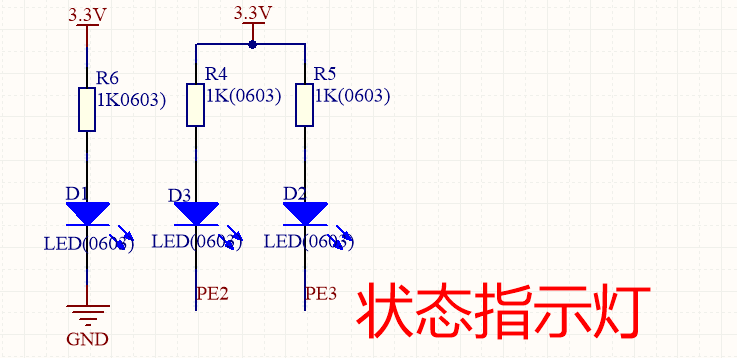 3.3V
3.3V
R6
1K0603)
R4
1K(0603)
R5
1K(0603)
D1
LED(0603)
D3
LED(0603)
D2
LED(0603)
PE2
PE3
GND
状态指示灯